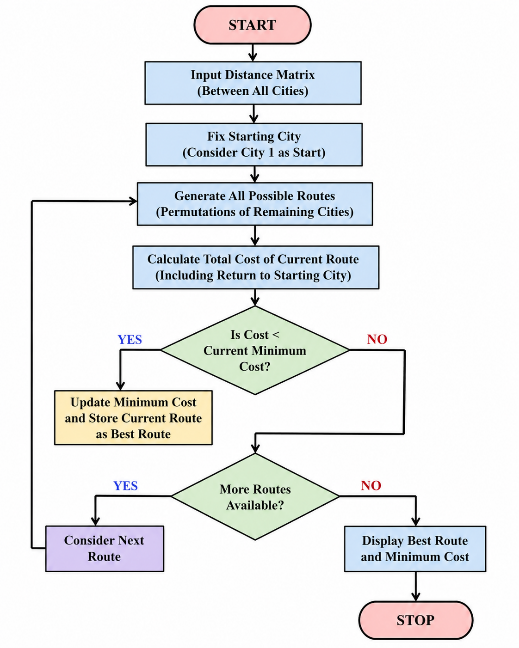 START
Input Distance Matrix
(Between All Cities)
Fix Starting City
(Consider City 1 as Start)
Generate All Possible Routes
(Permutations of Remaining Cities)
Calculate Total Cost of Current Route
(Including Return to Starting City)
Is Cost <
Current Minimum
Cost?
YES
NO
Update Minimum Cost
and Store Current Route
as Best Route
More Routes
Available?
YES
NO
Consider Next
Route
Display Best Route
and Minimum Cost
STOP